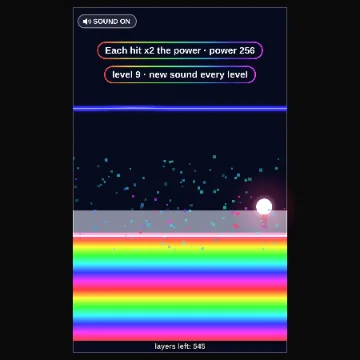 SOUND ON
Each hit x2 the power · power 256
level 9 · new sound every level
layers left: 545